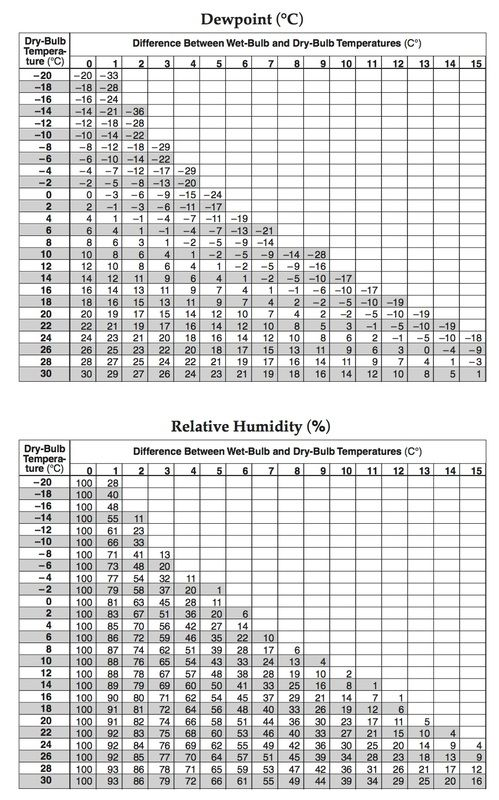 Dewpoint (°C)
Dry-Bulb
Tempera-
ture (°C)
Difference Between Wet-Bulb and Dry-Bulb Temperatures (C°)
0 1 2 3 4 5 6 7 8 9 10 11 12 13 14 15
−20 −20 −33
−18 −18 −28
−16 −16 −24
−14 −14 −21 −36
−12 −12 −18 −28
−10 −10 −14 −22
−8 −8 −12 −18 −29
−6 −6 −10 −14 −22
−4 −4 −7 −12 −17 −29
−2 −2 −5 −8 −13 −20
0 0 −3 −6 −9 −15 −24
2 2 −1 −3 −6 −11 −17
4 4 1 −1 −4 −7 −11 −19
6 6 4 1 −1 −4 −7 −13 −21
8 8 6 3 1 −2 −5 −9 −14
10 10 8 6 4 1 −2 −5 −9 −14 −28
12 12 10 8 6 4 1 −2 −5 −9 −16
14 14 12 11 9 6 4 1 −2 −5 −10 −17
16 16 14 13 11 9 7 4 1 −1 −6 −10 −17
18 18 16 15 13 11 9 7 4 2 −2 −5 −10 −19
20 20 19 17 15 14 12 10 7 4 2 −2 −5 −10 −19
22 22 21 19 17 16 14 12 10 8 5 3 −1 −5 −10 −19
24 24 23 21 20 18 16 14 12 10 8 6 2 −1 −5 −10 −18
26 26 25 23 22 20 18 17 15 13 11 9 6 3 0 −4 −9
28 28 27 25 24 22 21 19 17 16 14 11 9 7 4 1 −3
30 30 29 27 26 24 23 21 19 18 16 14 12 10 8 5 1
Relative Humidity (%)
Dry-Bulb
Tempera-
ture (°C)
Difference Between Wet-Bulb and Dry-Bulb Temperatures (C°)
0 1 2 3 4 5 6 7 8 9 10 11 12 13 14 15
−20 100 28
−18 100 40
−16 100 48
−14 100 55 11
−12 100 61 23
−10 100 66 33
−8 100 71 41 13
−6 100 73 48 20
−4 100 77 54 32 11
−2 100 79 58 37 20 1
0 100 81 63 45 28 11
2 100 83 67 51 36 20 6
4 100 85 70 56 42 27 14
6 100 86 72 59 46 35 22 10
8 100 87 74 62 51 39 28 17 6
10 100 88 76 65 54 43 33 24 13 4
12 100 88 78 67 57 48 38 28 19 10 2
14 100 89 79 69 60 50 41 33 25 16 8 1
16 100 90 80 71 62 54 45 37 29 21 14 7 1
18 100 91 81 72 64 56 48 40 33 26 19 12 6
20 100 91 82 74 66 58 51 44 36 30 23 17 11 5
22 100 92 83 75 68 60 53 46 40 33 27 21 15 10 4
24 100 92 84 76 69 62 55 49 42 36 30 25 20 14 9 4
26 100 92 85 77 70 64 57 51 45 39 34 28 23 18 13 9
28 100 93 86 78 71 65 59 53 47 42 36 31 26 21 17 12
30 100 93 86 79 72 66 61 55 49 44 39 34 29 25 20 16